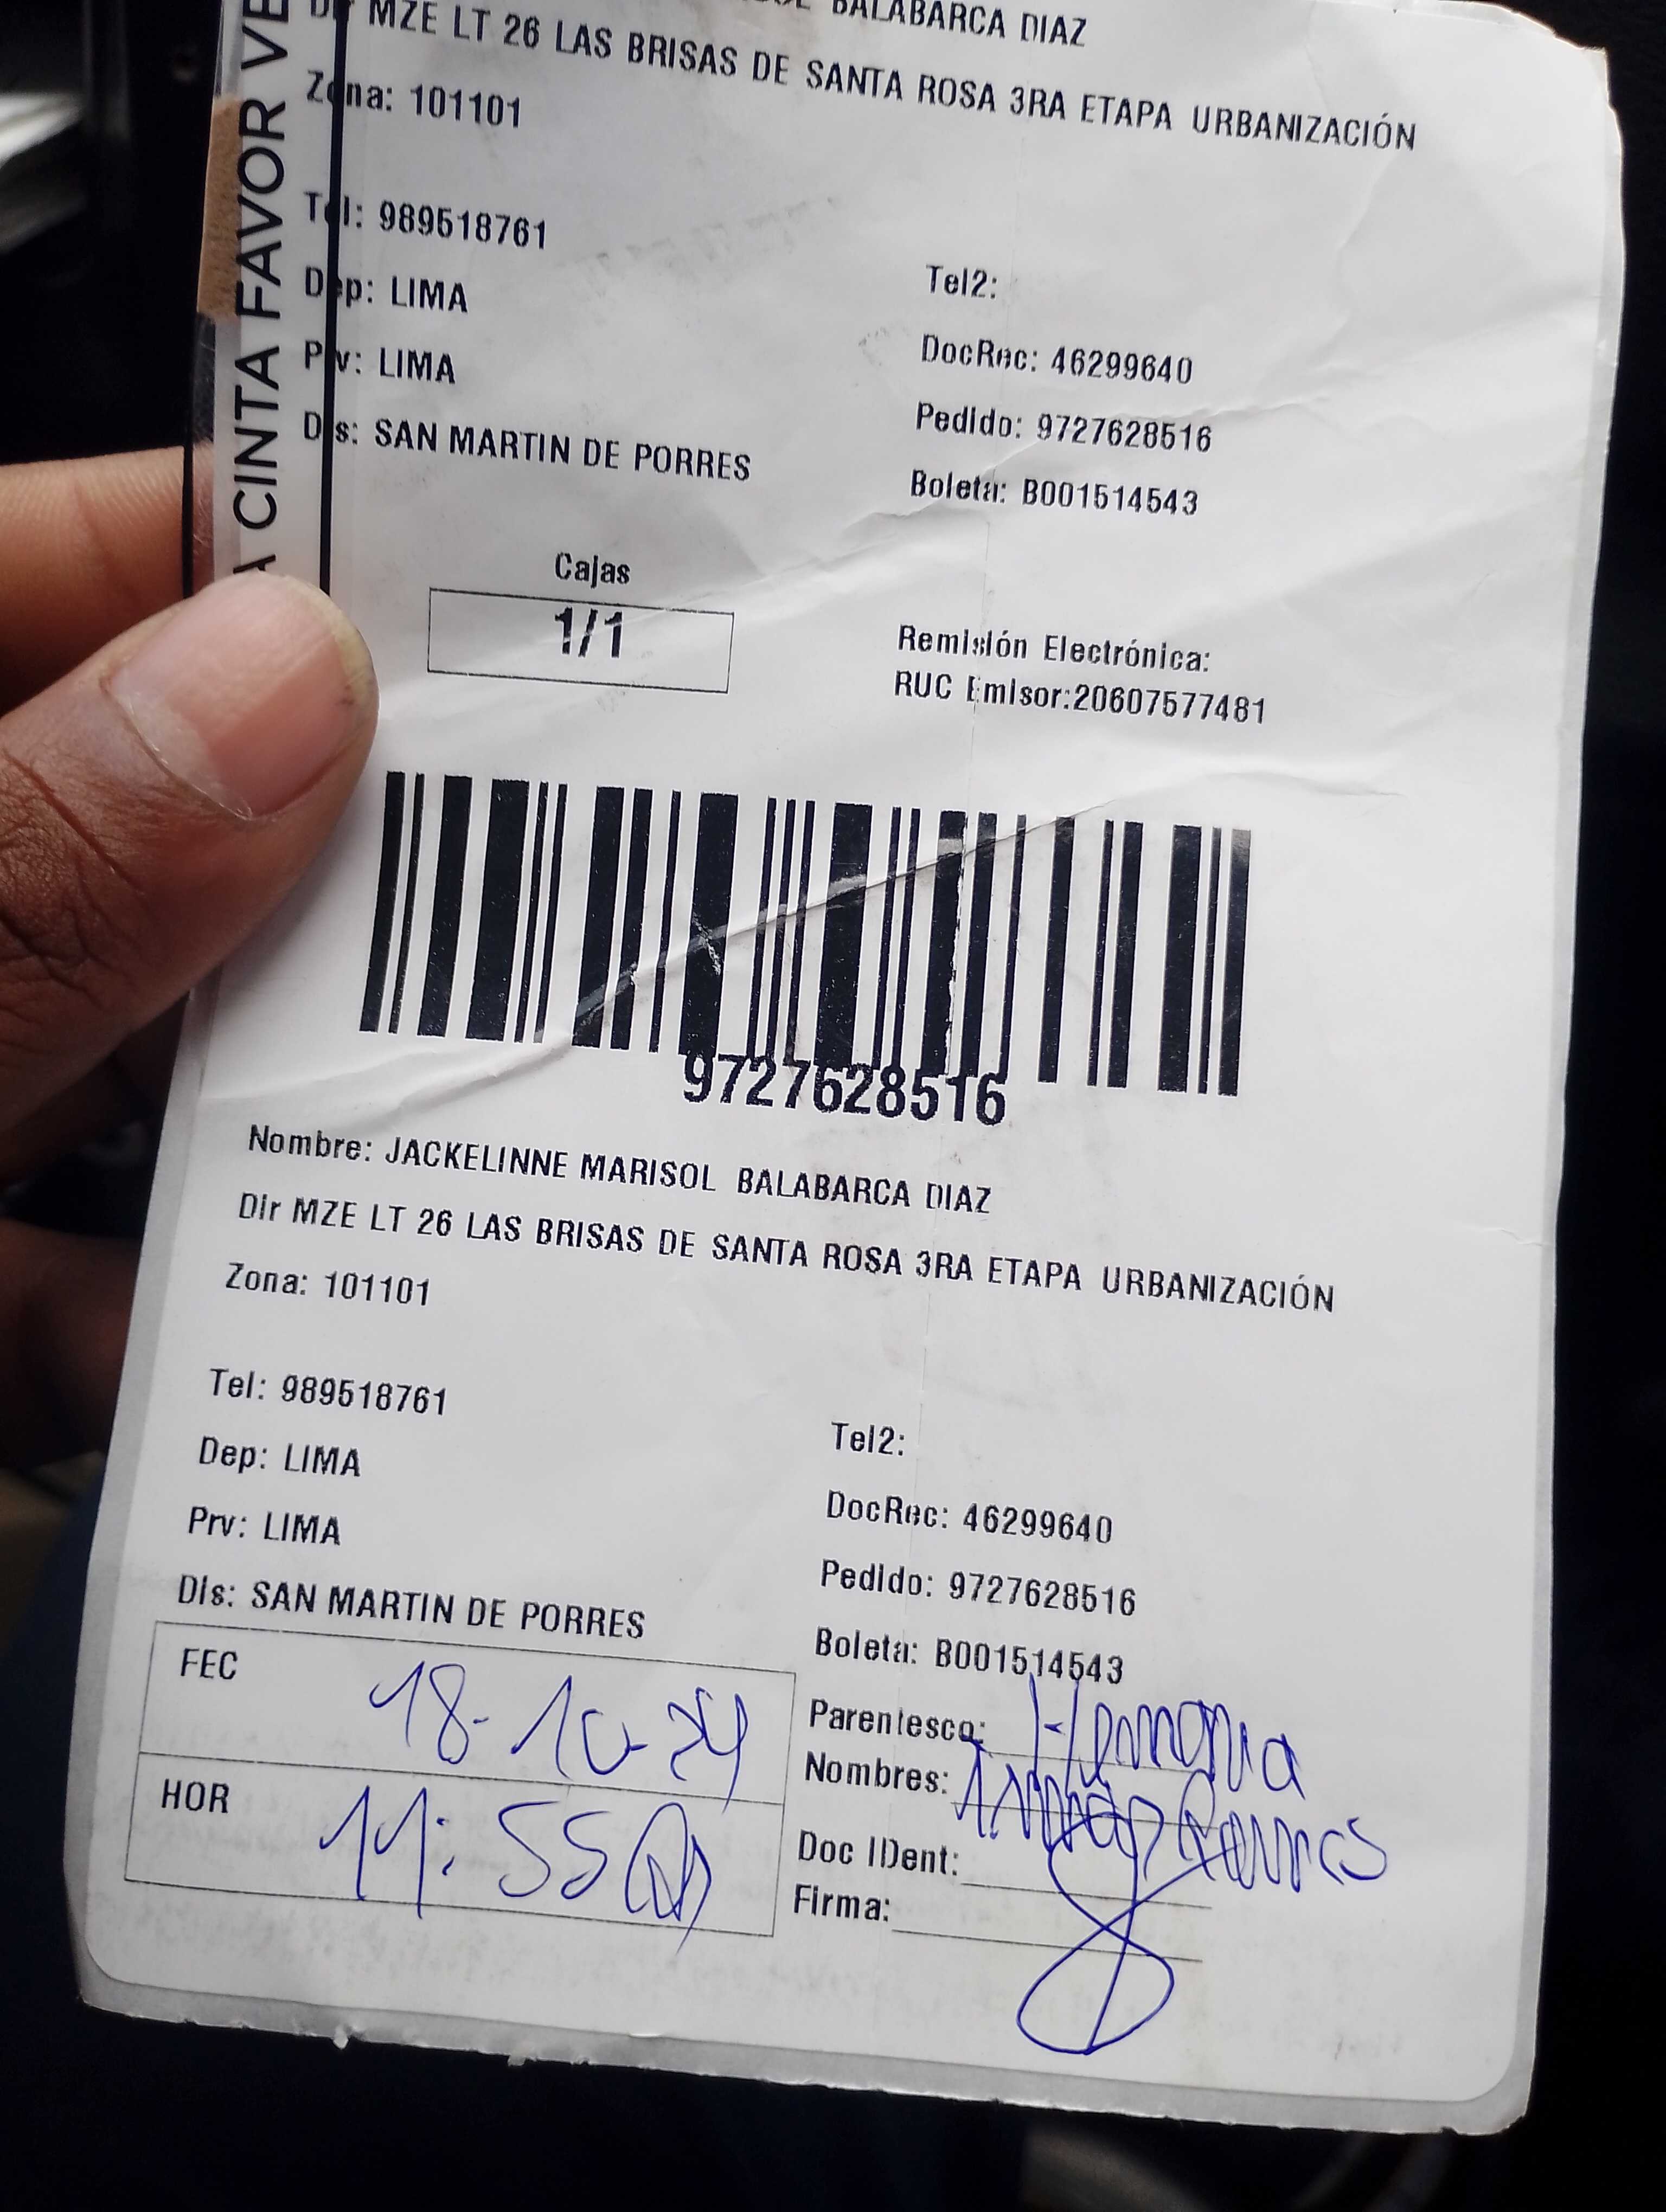 A CINTA FAVOR VE
BALABARCA DIAZ
Dir MZE LT 26 LAS BRISAS DE SANTA ROSA 3RA ETAPA URBANIZACIÓN
Zona: 101101
Tel: 989518761
Tel2:
Dep: LIMA
DocRec: 46299640
Prv: LIMA
Pedido: 9727628516
Dis: SAN MARTIN DE PORRES
Boleta: B001514543
Cajas
1/1
Remisión Electrónica:
RUC Emisor:20607577481
9727628516
Nombre: JACKELINNE MARISOL BALABARCA DIAZ
Dir MZE LT 26 LAS BRISAS DE SANTA ROSA 3RA ETAPA URBANIZACIÓN
Zona: 101101
Tel: 989518761
Tel2:
Dep: LIMA
DocRec: 46299640
Prv: LIMA
Pedido: 9727628516
Dis: SAN MARTIN DE PORRES
Boleta: B001514543
FEC 18-10-24
Parentesco: Hermana
Nombres:
HOR 11:55
Doc IDent:
Firma: